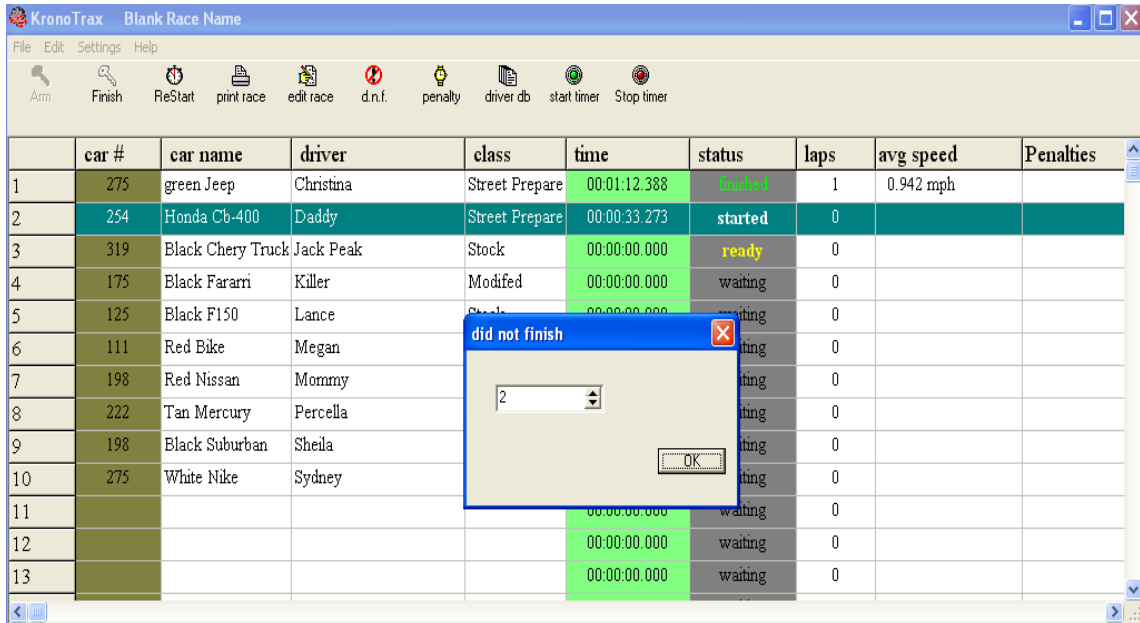 KronoTrax Blank Race Name
File Edit Settings Help
Arm Finish ReStart print race edit race d.n.f. penalty driver db start timer Stop timer
car # car name driver class time status laps avg speed Penalties
1 275 green Jeep Christina Street Prepare 00:01:12.388 finished 1 0.942 mph
2 254 Honda Cb-400 Daddy Street Prepare 00:00:33.273 started 0
3 319 Black Chery Truck Jack Peak Stock 00:00:00.000 ready 0
4 175 Black Fararri Killer Modifed 00:00:00.000 waiting 0
5 125 Black F150 Lance 0
did not finish
6 111 Red Bike Megan 0
7 198 Red Nissan Mommy 0
2
8 222 Tan Mercury Percella 0
9 198 Black Suburban Sheila 0
OK
10 275 White Nike Sydney 0
11 00:00:00.000 waiting 0
12 00:00:00.000 waiting 0
13 00:00:00.000 waiting 0